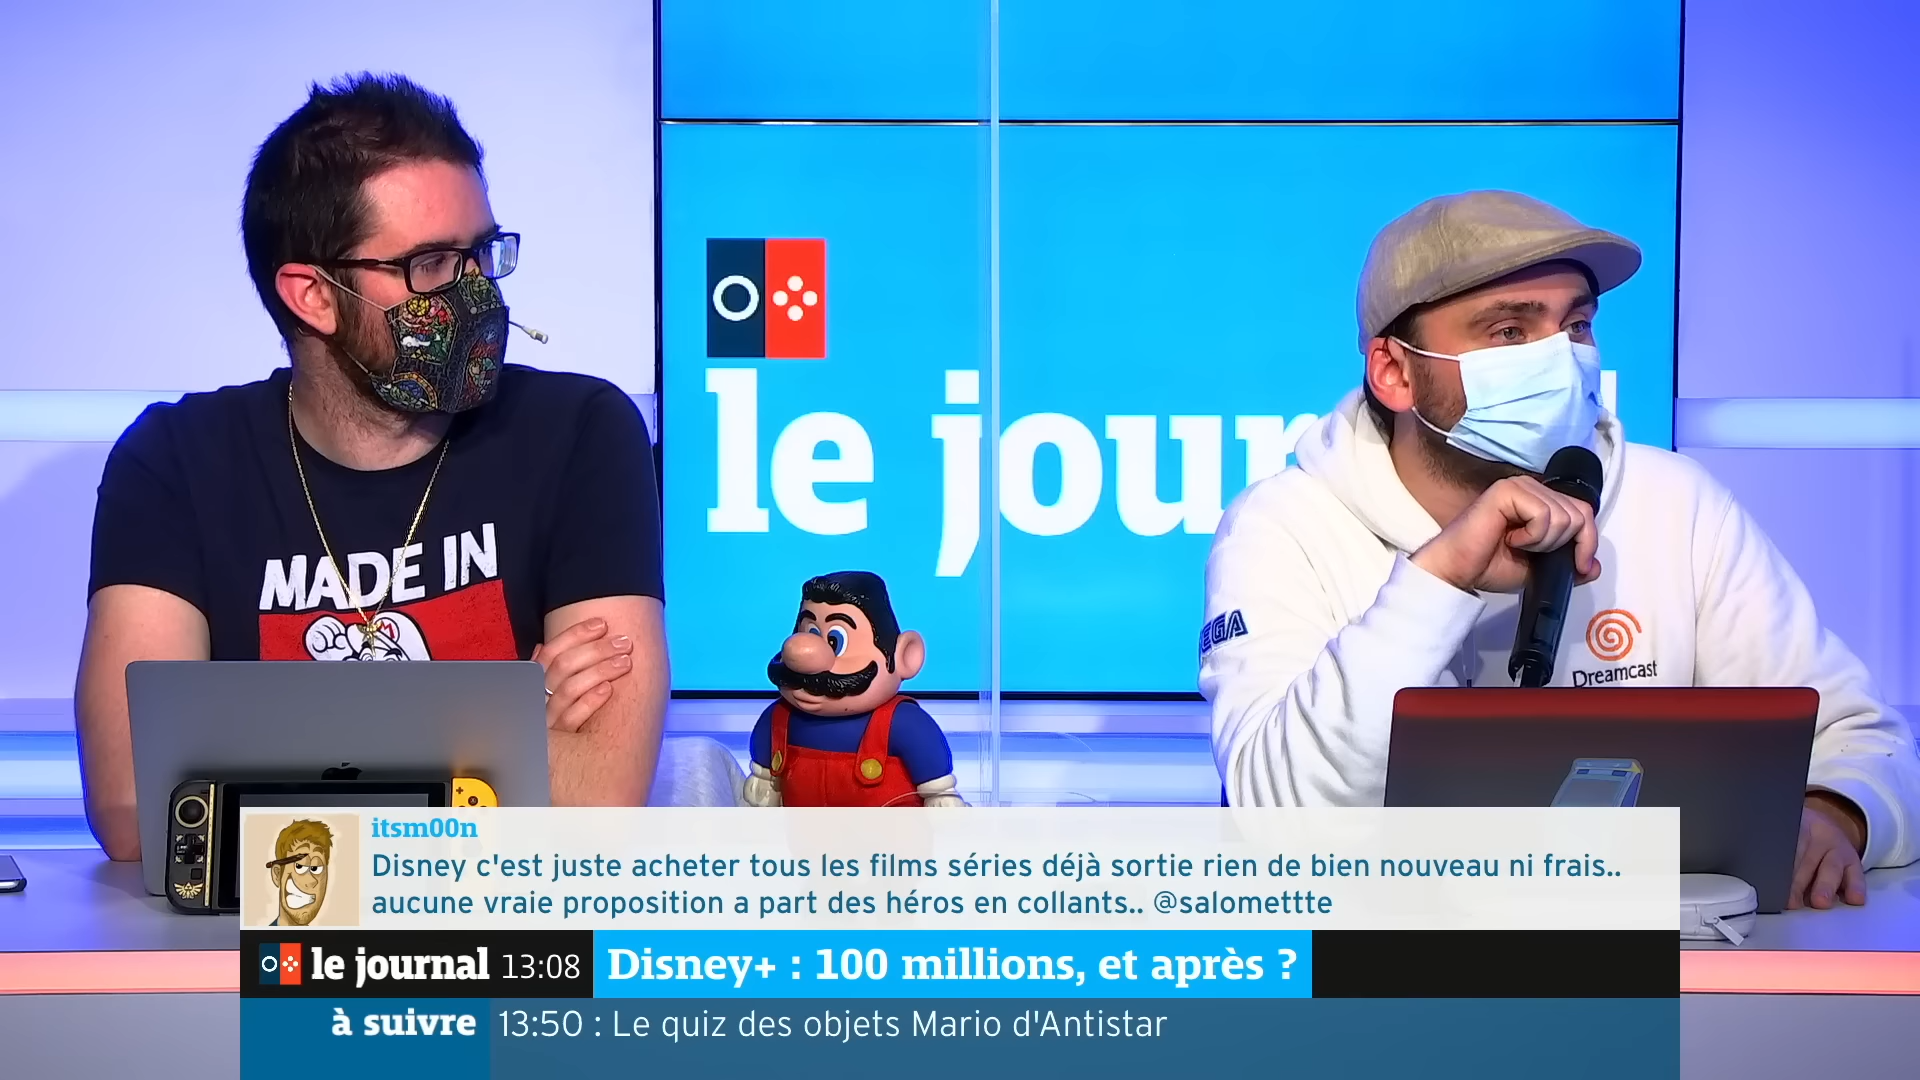 le jour
MADE IN
M
EGA
Dreamcast
itsm00n
Disney c'est juste acheter tous les films séries déjà sortie rien de bien nouveau ni frais..
aucune vraie proposition a part des héros en collants.. @salomettte
le journal 13:08 Disney+ : 100 millions, et après ?
à suivre 13:50 : Le quiz des objets Mario d'Antistar